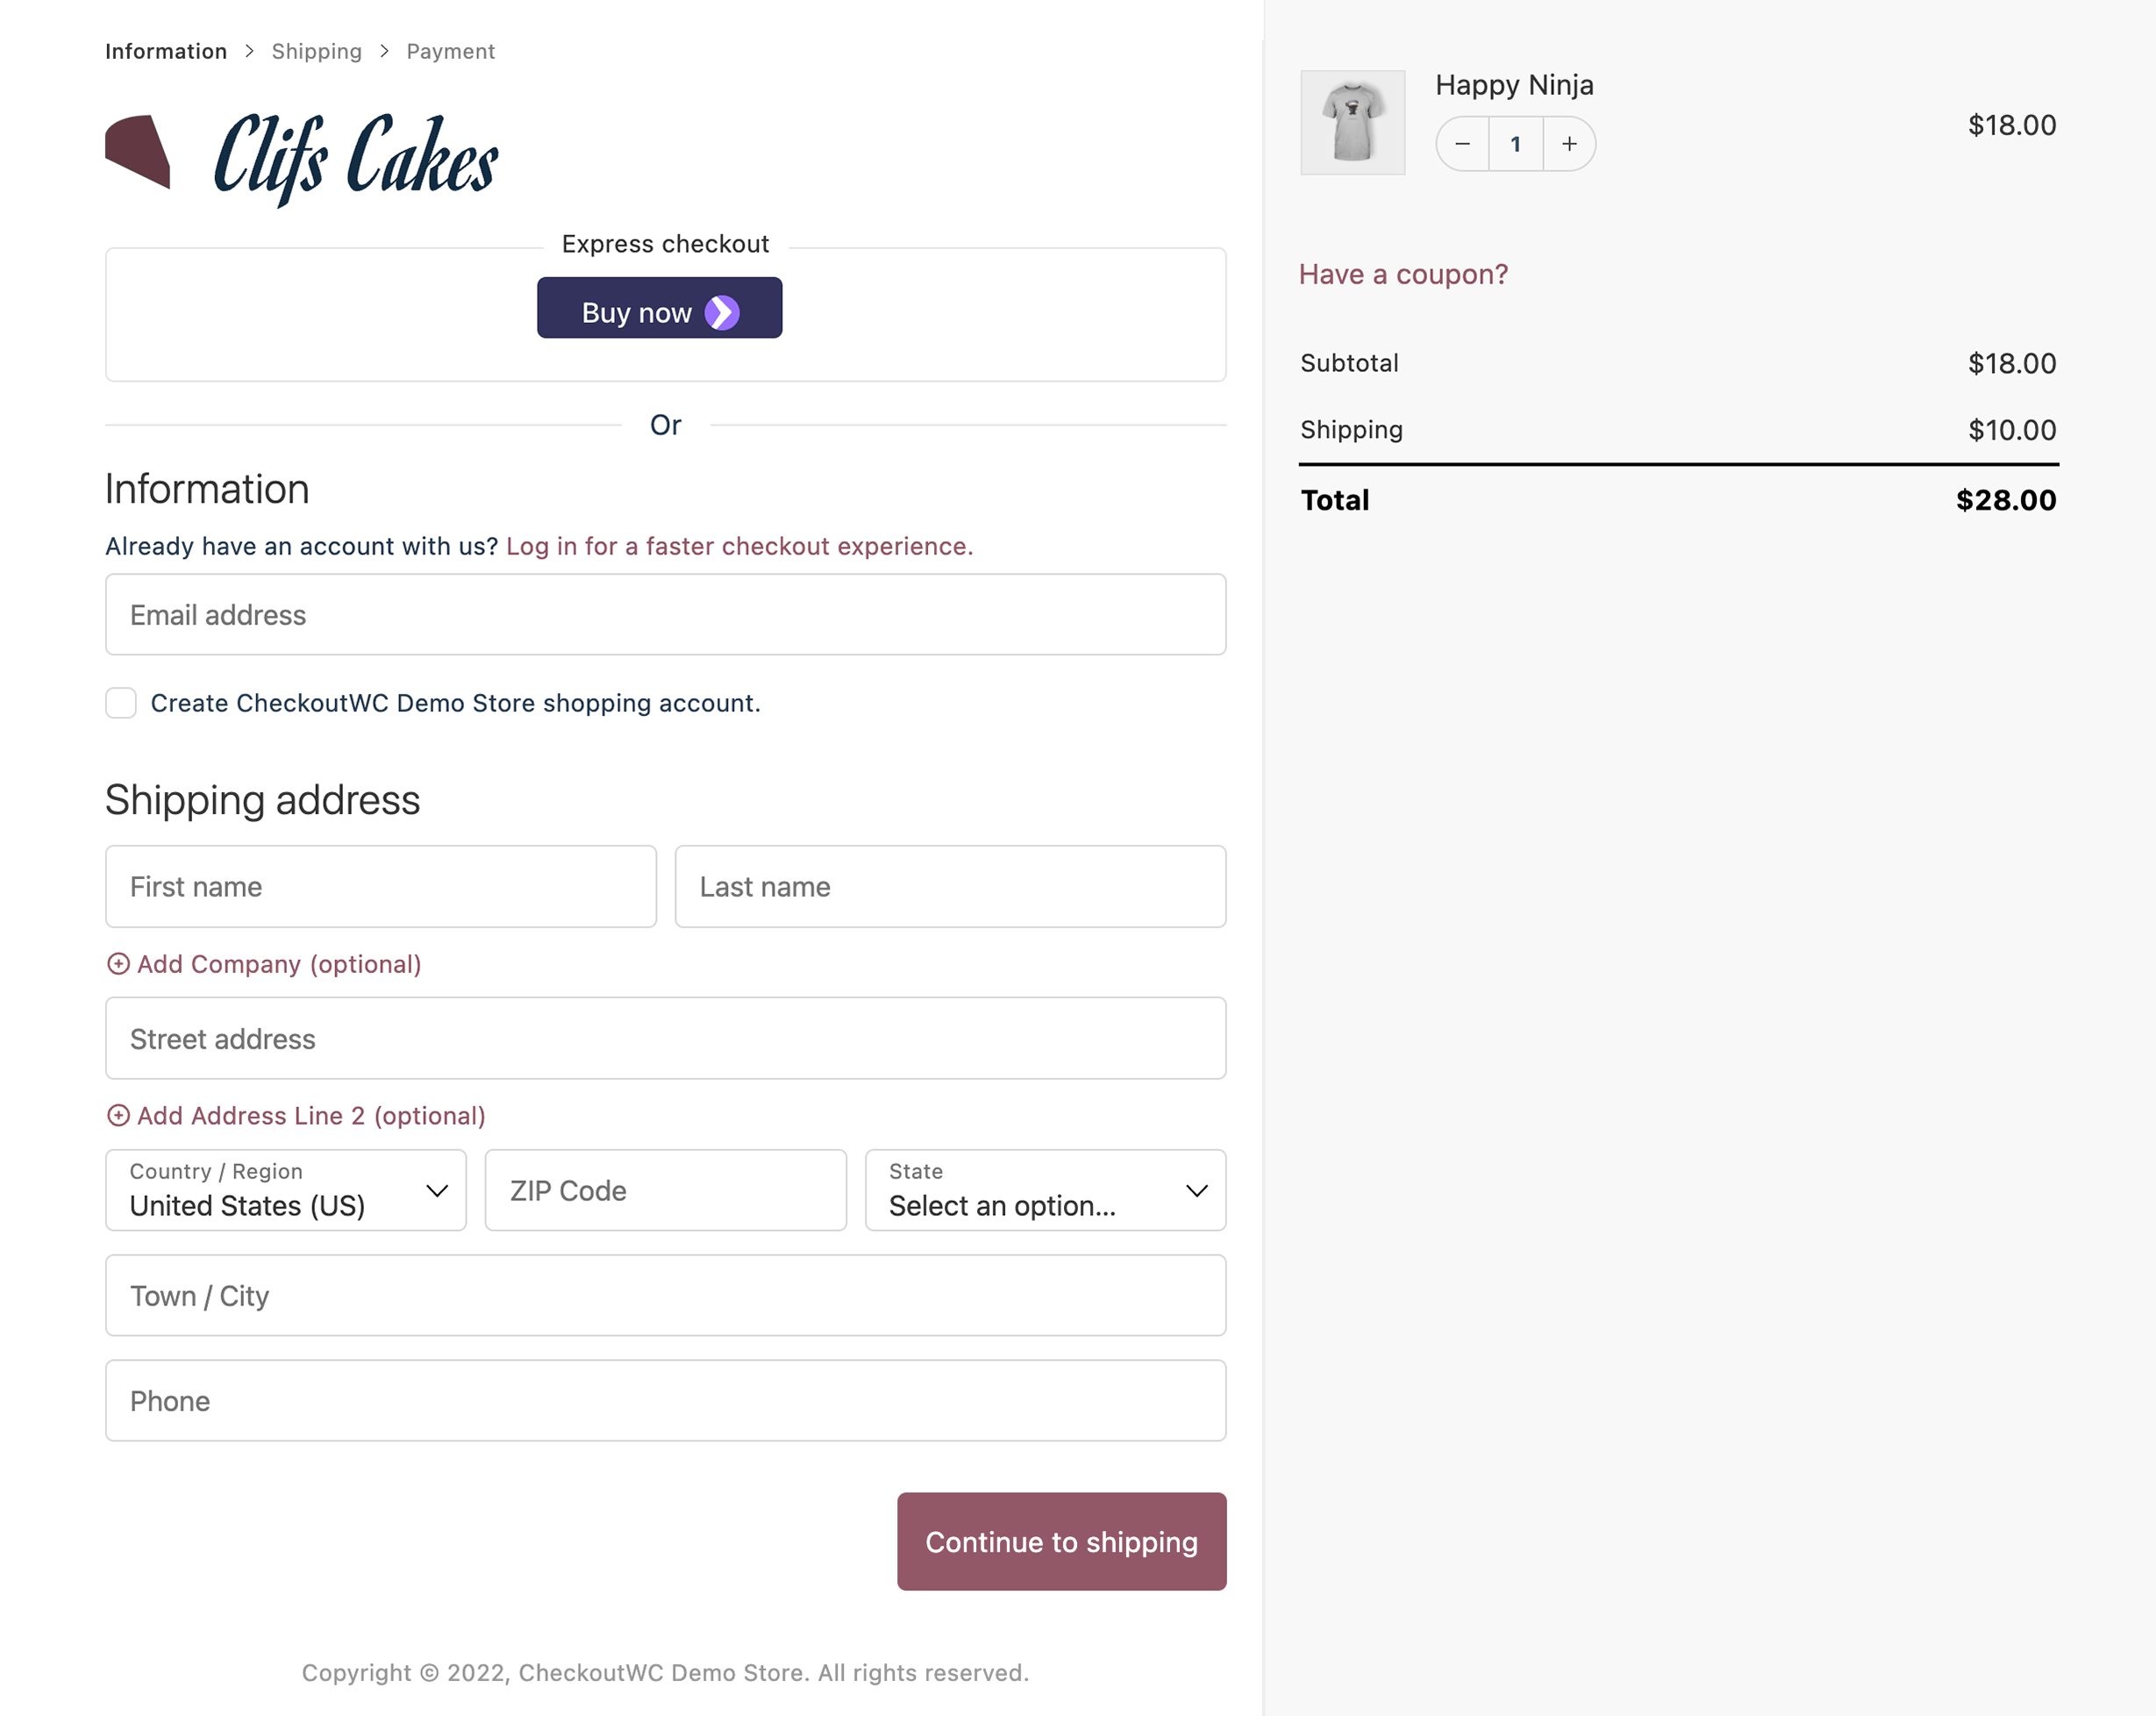 Information > Shipping > Payment
Clifs Cakes
Express checkout
Buy now
Or
Information
Already have an account with us? Log in for a faster checkout experience.
Email address
Create CheckoutWC Demo Store shopping account.
Shipping address
First name
Last name
Add Company (optional)
Street address
Add Address Line 2 (optional)
Country / Region
United States (US)
ZIP Code
State
Select an option...
Town / City
Phone
Continue to shipping
Copyright © 2022, CheckoutWC Demo Store. All rights reserved.
Happy Ninja
− 1 +
$18.00
Have a coupon?
Subtotal $18.00
Shipping $10.00
Total $28.00